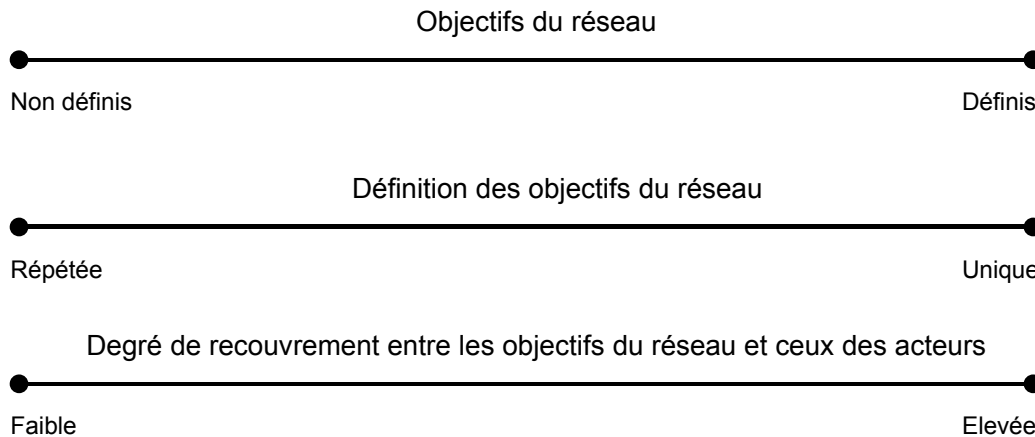 Objectifs du réseau
Non définis Définis
Définition des objectifs du réseau
Répétée Unique
Degré de recouvrement entre les objectifs du réseau et ceux des acteurs
Faible Elevée